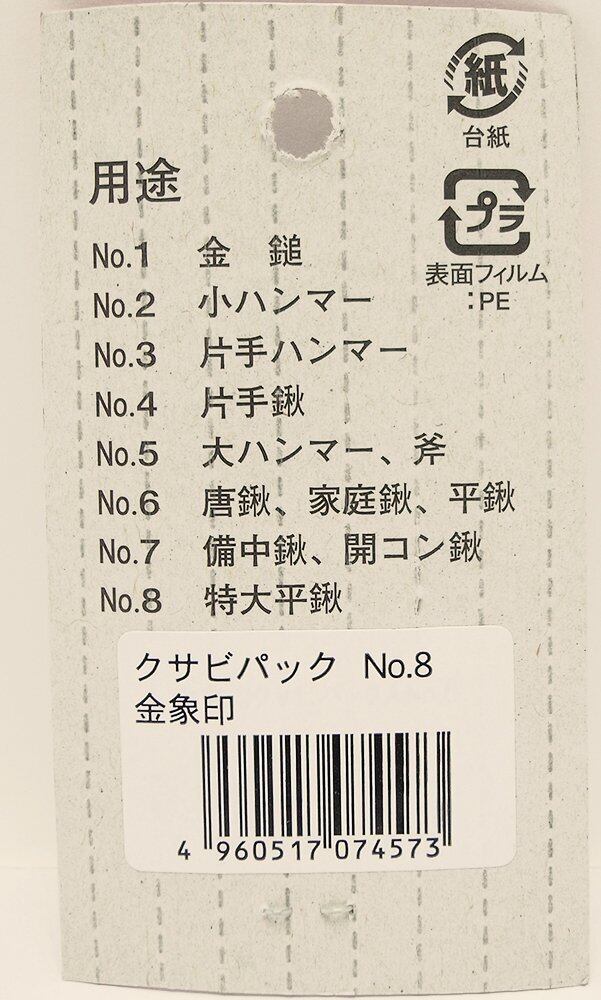 紙
台紙
プラ
表面フィルム
:PE
用途
No.1 金 鎚
No.2 小ハンマー
No.3 片手ハンマー
No.4 片手鍬
No.5 大ハンマー、斧
No.6 唐鍬、家庭鍬、平鍬
No.7 備中鍬、開コン鍬
No.8 特大平鍬
クサビパック No.8
金象印
4 960517 074573